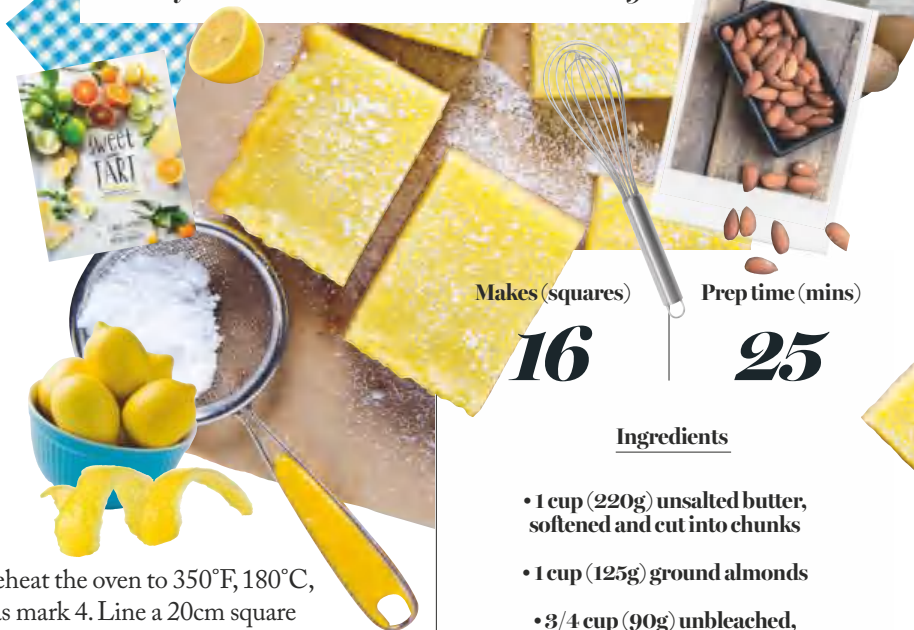 sweet
TART
Makes (squares)
16
Prep time (mins)
25
Ingredients
• 1 cup (220g) unsalted butter,
softened and cut into chunks
• 1 cup (125g) ground almonds
• 3/4 cup (90g) unbleached,
eheat the oven to 350°F, 180°C,
s mark 4. Line a 20cm square